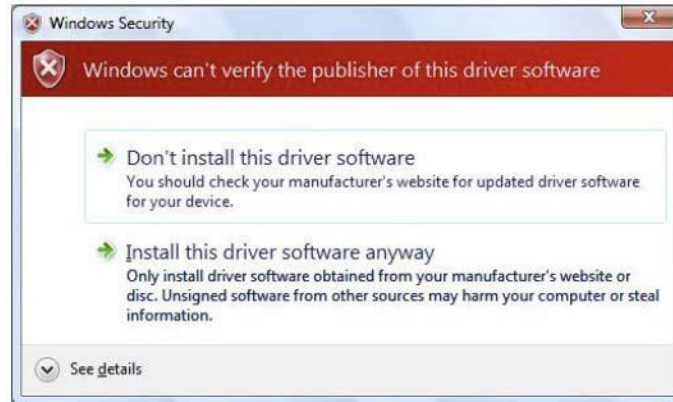 Windows Security
Windows can't verify the publisher of this driver software
Don't install this driver software
You should check your manufacturer's website for updated driver software
for your device.
Install this driver software anyway
Only install driver software obtained from your manufacturer's website or
disc. Unsigned software from other sources may harm your computer or steal
information.
See details